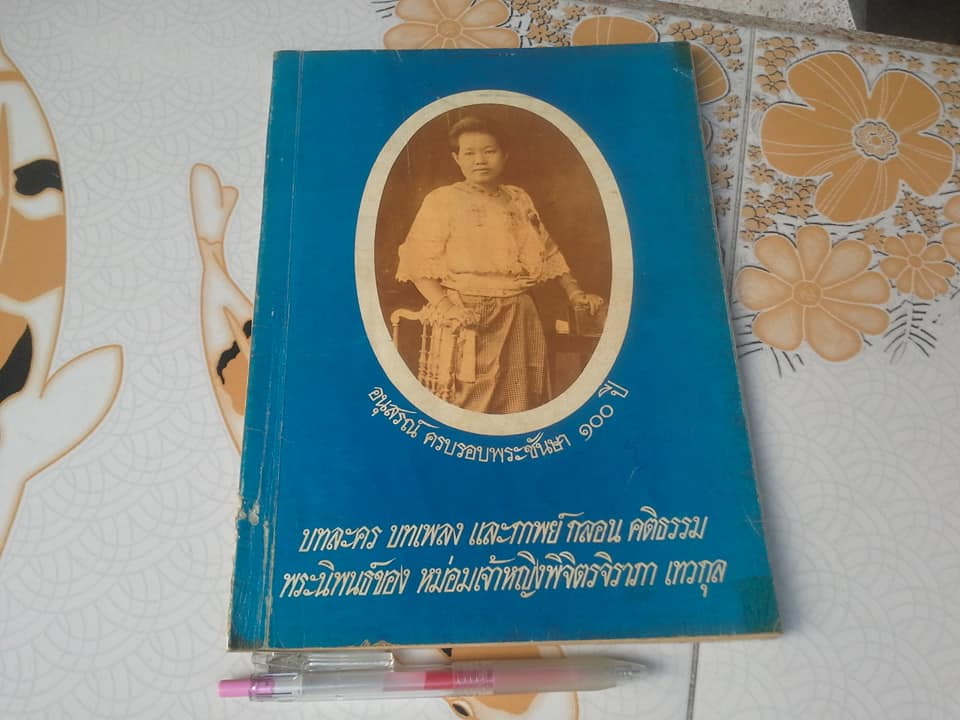 อนุสรณ์ ครบรอบพระชันษา ๑๐๐ ปี
บทละคร บทเพลง และกาพย์ กลอน คติธรรม
พระนิพนธ์ของ หม่อมเจ้าหญิงพิจิตรจิราภา เทวกุล